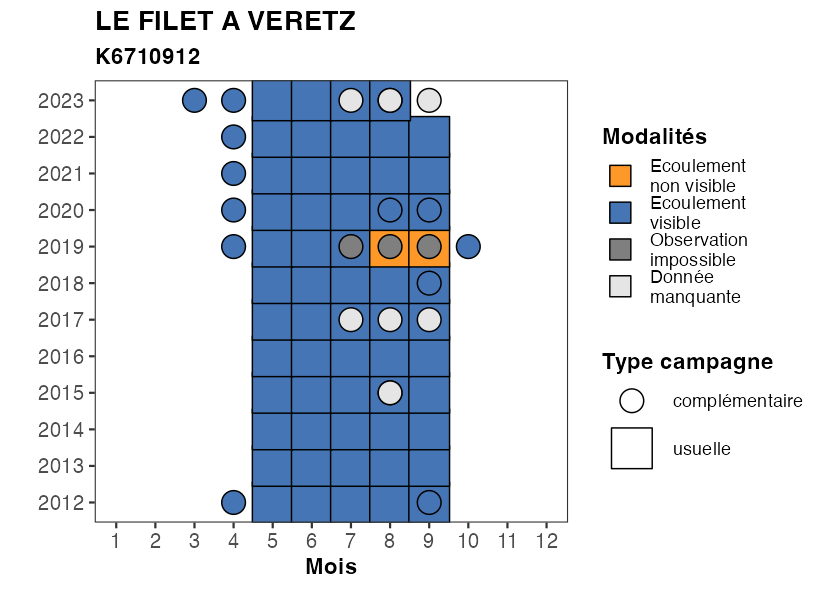 LE FILET A VERETZ
K6710912
2023
2022
2021
2020
2019
2018
2017
2016
2015
2014
2013
2012
1 2 3 4 5 6 7 8 9 10 11 12
Mois
Modalités
Ecoulement
non visible
Ecoulement
visible
Observation
impossible
Donnée
manquante
Type campagne
complémentaire
usuelle